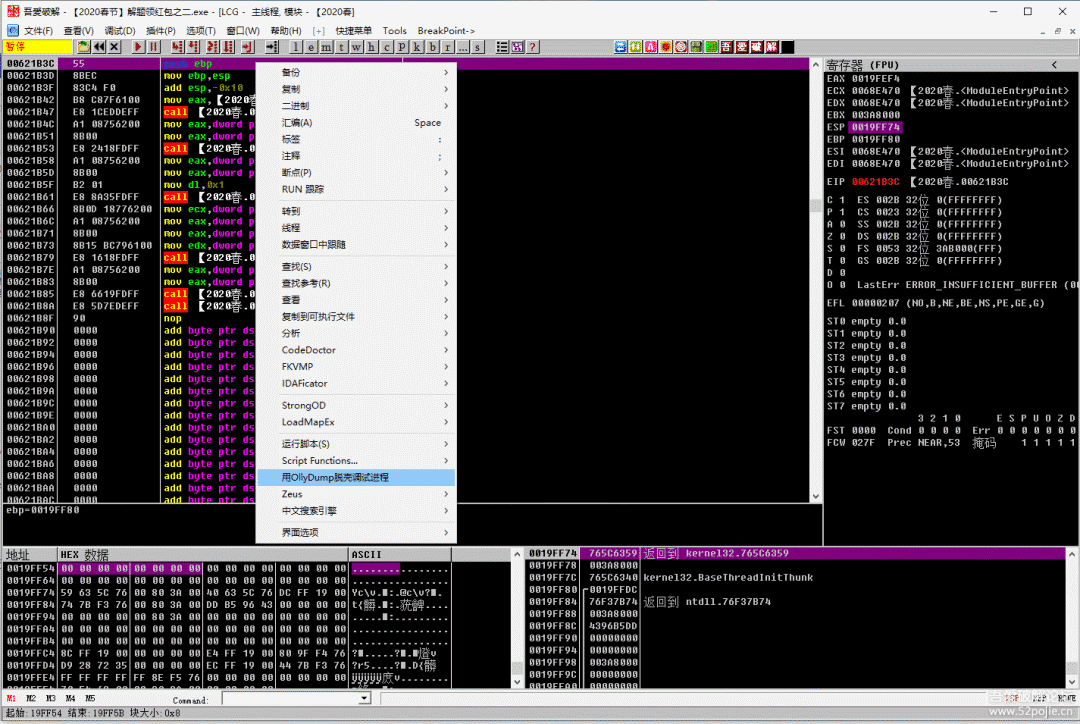 吾爱破解 - 【2020春节】解题领红包之二.exe - [LCG - 主线程, 模块 - 【2020春]
文件(F) 查看(V) 调试(D) 插件(P) 选项(T) 窗口(W) 帮助(H) [+] 快捷菜单 Tools BreakPoint->
暂停
l e m t w h c p k b r ... s
00621B3C 55 push ebp
00621B3D 8BEC mov ebp,esp
00621B3F 83C4 F0 add esp,-0x10
00621B42 B8 C87F6100 mov eax,【2020春
00621B47 E8 1CEDDEFF call 【2020春.0
00621B4C A1 08756200 mov eax,dword p
00621B51 8B00 mov eax,dword p
00621B53 E8 2418FDFF call 【2020春.0
00621B58 A1 08756200 mov eax,dword p
00621B5D 8B00 mov eax,dword p
00621B5F B2 01 mov dl,0x1
00621B61 E8 8A35FDFF call 【2020春.0
00621B66 8B0D 18776200 mov ecx,dword p
00621B6C A1 08756200 mov eax,dword p
00621B71 8B00 mov eax,dword p
00621B73 8B15 BC796100 mov edx,dword p
00621B79 E8 1618FDFF call 【2020春.0
00621B7E A1 08756200 mov eax,dword p
00621B83 8B00 mov eax,dword p
00621B85 E8 6619FDFF call 【2020春.0
00621B8A E8 5D7EDEFF call 【2020春.0
00621B8F 90 nop
00621B90 0000 add byte ptr ds
00621B92 0000 add byte ptr ds
00621B94 0000 add byte ptr ds
00621B96 0000 add byte ptr ds
00621B98 0000 add byte ptr ds
00621B9A 0000 add byte ptr ds
00621B9C 0000 add byte ptr ds
00621B9E 0000 add byte ptr ds
00621BA0 0000 add byte ptr ds
00621BA2 0000 add byte ptr ds
00621BA4 0000 add byte ptr ds
00621BA6 0000 add byte ptr ds
00621BA8 0000 add byte ptr ds
00621BAA 0000 add byte ptr ds
00621BAC 0000 add byte ptr ds
ebp=0019FF80
备份
复制
二进制
汇编(A) Space
标签 :
注释 ;
断点(P)
RUN 跟踪
转到
线程
数据窗口中跟随
查找(S)
查找参考(R)
查看
复制到可执行文件
分析
CodeDoctor
FKVMP
IDAFicator
StrongOD
LoadMapEx
运行脚本(S)
Script Functions...
用OllyDump脱壳调试进程
Zeus
中文搜索引擎
界面选项
寄存器 (FPU)
EAX 0019FEF4
ECX 0068E470 【2020春.<ModuleEntryPoint>
EDX 0068E470 【2020春.<ModuleEntryPoint>
EBX 003A8000
ESP 0019FF74
EBP 0019FF80
ESI 0068E470 【2020春.<ModuleEntryPoint>
EDI 0068E470 【2020春.<ModuleEntryPoint>
EIP 00621B3C 【2020春.00621B3C
C 1 ES 002B 32位 0(FFFFFFFF)
P 1 CS 0023 32位 0(FFFFFFFF)
A 0 SS 002B 32位 0(FFFFFFFF)
Z 0 DS 002B 32位 0(FFFFFFFF)
S 0 FS 0053 32位 3AB000(FFF)
T 0 GS 002B 32位 0(FFFFFFFF)
D 0
O 0 LastErr ERROR_INSUFFICIENT_BUFFER (00
EFL 00000207 (NO,B,NE,BE,NS,PE,GE,G)
ST0 empty 0.0
ST1 empty 0.0
ST2 empty 0.0
ST3 empty 0.0
ST4 empty 0.0
ST5 empty 0.0
ST6 empty 0.0
ST7 empty 0.0
3 2 1 0 E S P U O Z D
FST 0000 Cond 0 0 0 0 Err 0 0 0 0 0 0 0
FCW 027F Prec NEAR,53 掩码 1 1 1 1 1
地址 HEX 数据 ASCII
0019FF54 00 00 00 00 00 00 00 00 00 00 00 00 00 00 00 00 ................
0019FF64 00 00 00 00 00 00 00 00 00 00 00 00 00 00 00 00 ................
0019FF74 59 63 5C 76 00 80 3A 00 40 63 5C 76 DC FF 19 00
0019FF84 74 7B F3 76 00 80 3A 00 DD B5 96 43 00 00 00 00
0019FF94 00 00 00 00 00 80 3A 00 00 00 00 00 00 00 00 00
0019FFA4 00 00 00 00 00 00 00 00 00 00 00 00 00 00 00 00 ................
0019FFB4 00 00 00 00 00 00 00 00 00 00 00 00 00 00 00 00 ................
0019FFC4 8C FF 19 00 00 00 00 00 E4 FF 19 00 80 9F F4 76
0019FFD4 D9 28 72 35 00 00 00 00 EC FF 19 00 44 7B F3 76
0019FFE4 FF FF FF FF FF 8E F5 76 00 00 00 00 00 00 00 00
0019FF74 765C6359 返回到 kernel32.765C6359
0019FF78 003A8000
0019FF7C 765C6340 kernel32.BaseThreadInitThunk
0019FF80 0019FFDC
0019FF84 76F37B74 返回到 ntdll.76F37B74
0019FF88 003A8000
0019FF8C 4396B5DD
0019FF90 00000000
0019FF94 00000000
0019FF98 003A8000
0019FF9C 00000000
0019FFA0 00000000
M1 M2 M3 M4 M5 Command:
起始: 19FF54 结束: 19FF5B 块大小: 0x8
www.52pojie.cn